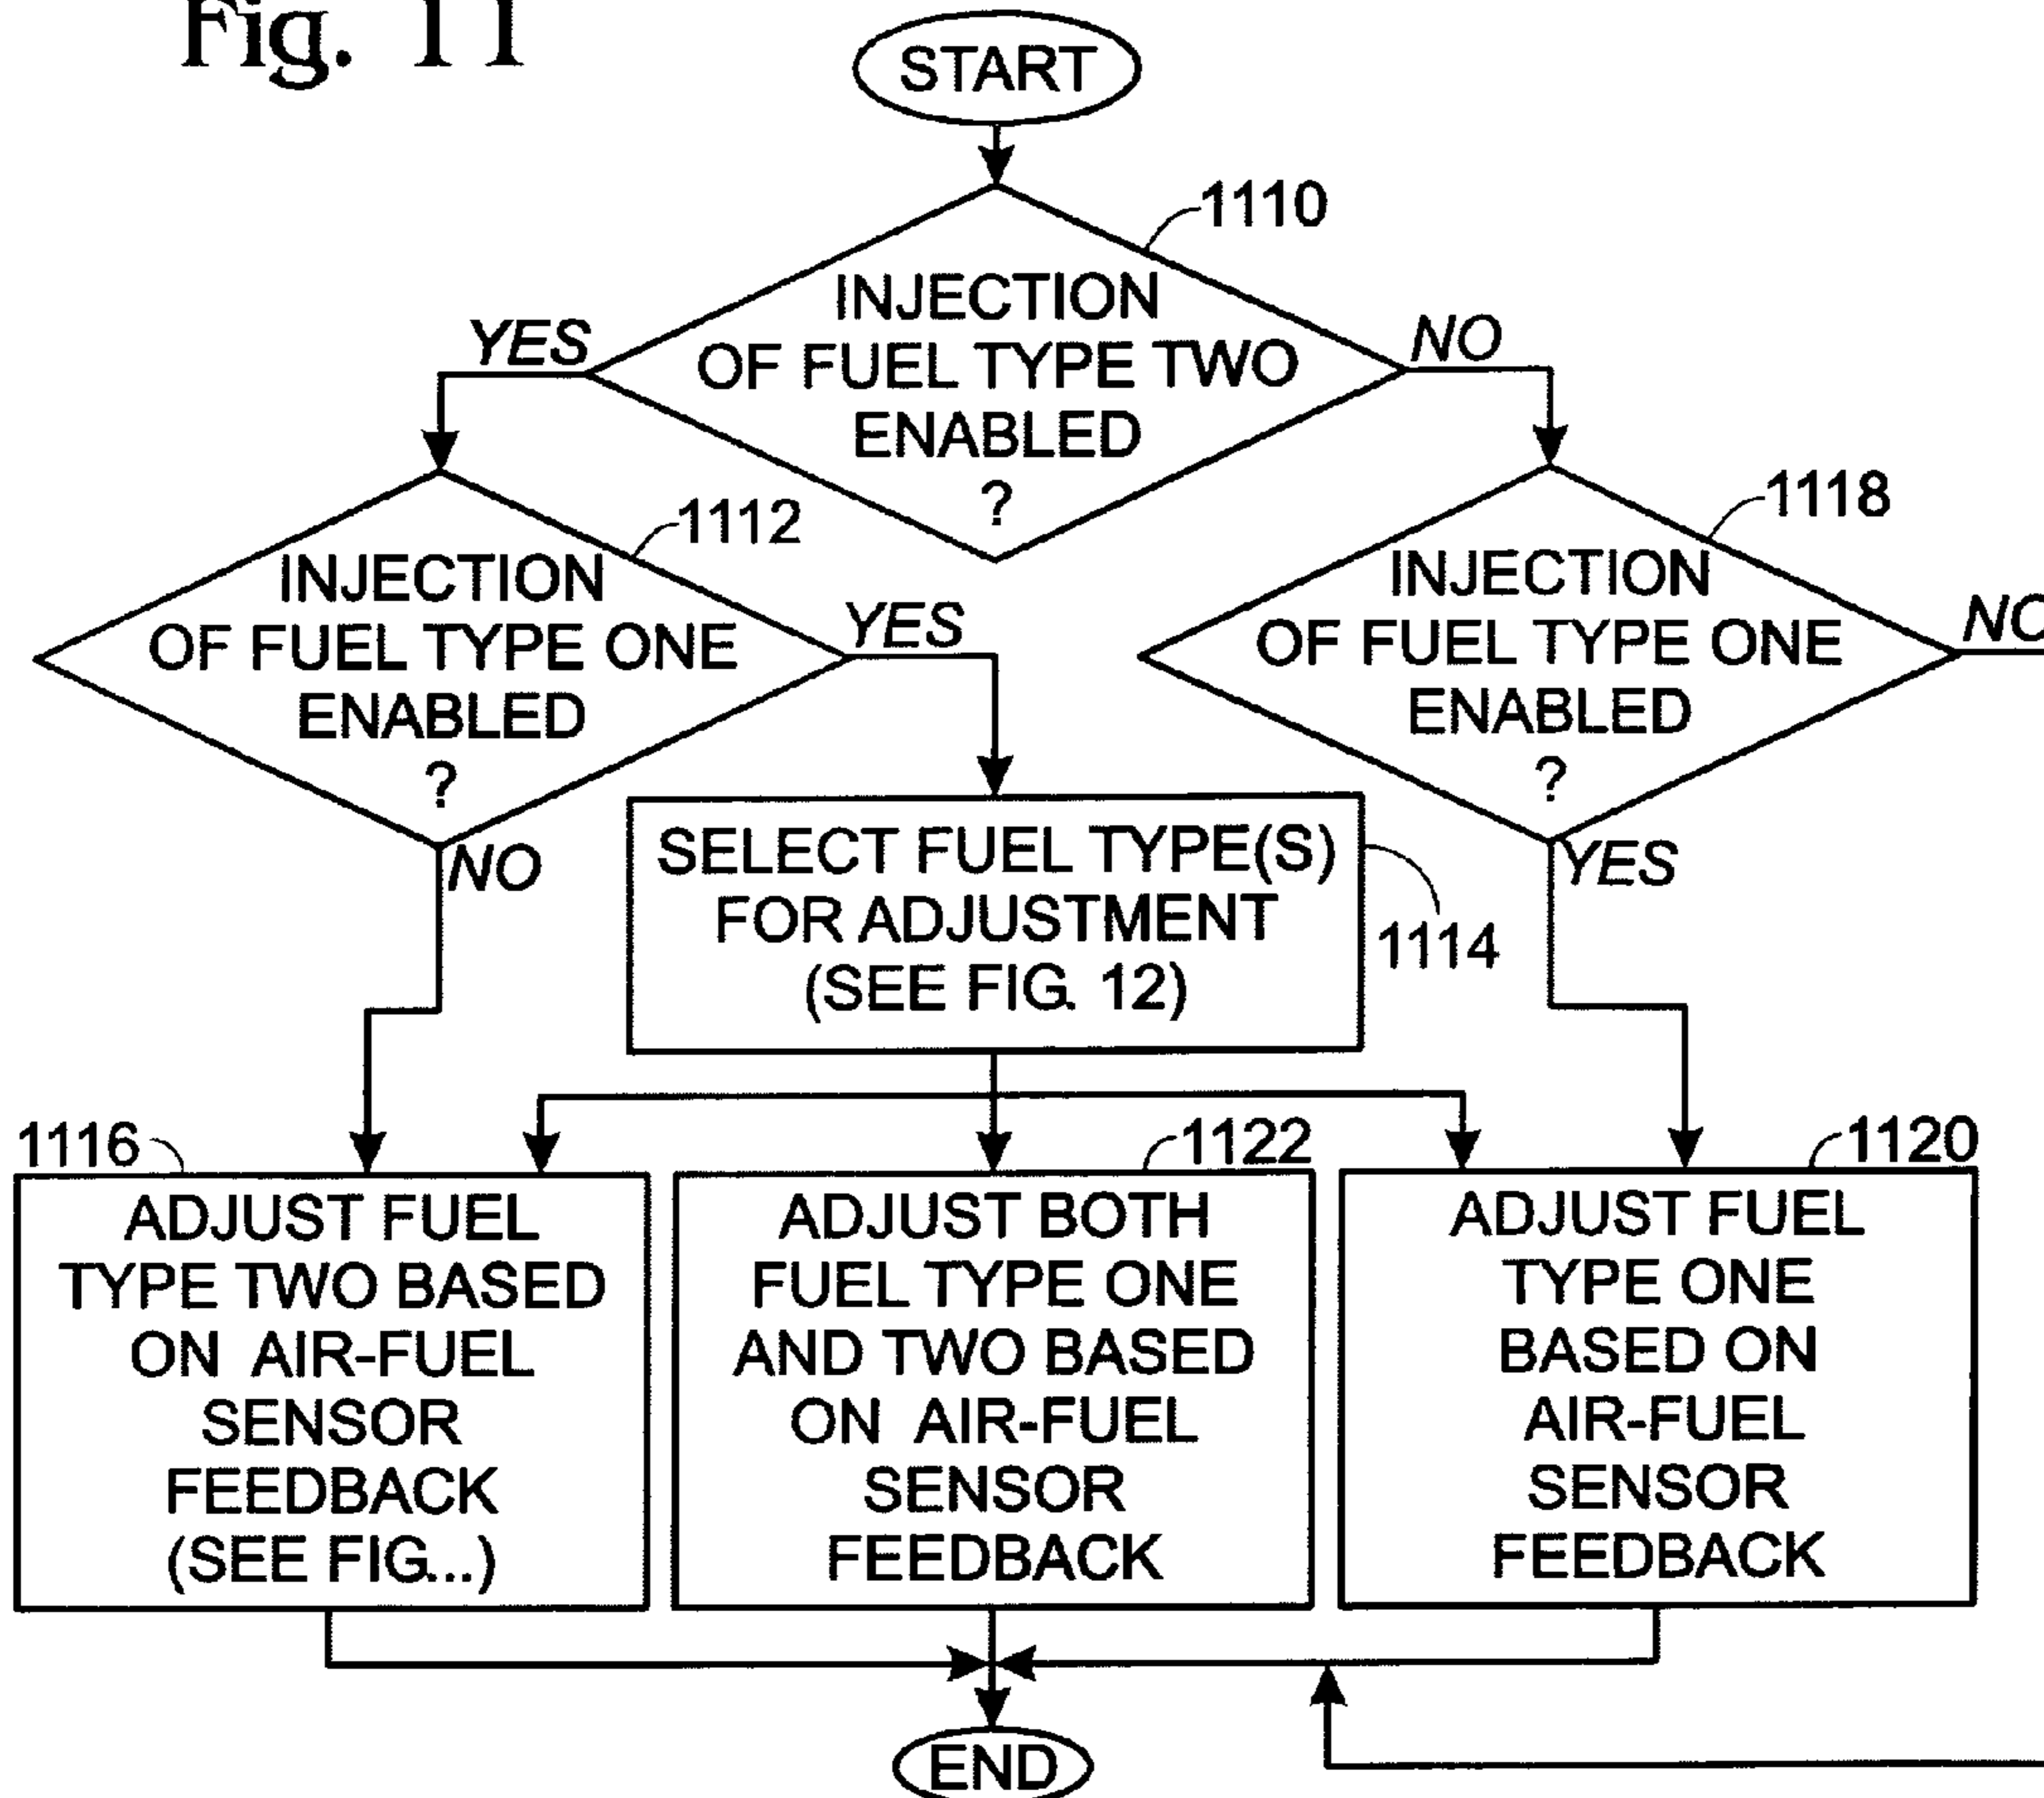 Fig. 11
START
1110
INJECTION
OF FUEL TYPE TWO
ENABLED
?
YES
NO
1112
INJECTION
OF FUEL TYPE ONE
ENABLED
?
YES
NO
1118
INJECTION
OF FUEL TYPE ONE
ENABLED
?
NO
YES
SELECT FUEL TYPE(S)
FOR ADJUSTMENT
(SEE FIG. 12)
1114
1116
ADJUST FUEL
TYPE TWO BASED
ON AIR-FUEL
SENSOR
FEEDBACK
(SEE FIG...)
1122
ADJUST BOTH
FUEL TYPE ONE
AND TWO BASED
ON AIR-FUEL
SENSOR
FEEDBACK
1120
ADJUST FUEL
TYPE ONE
BASED ON
AIR-FUEL
SENSOR
FEEDBACK
END